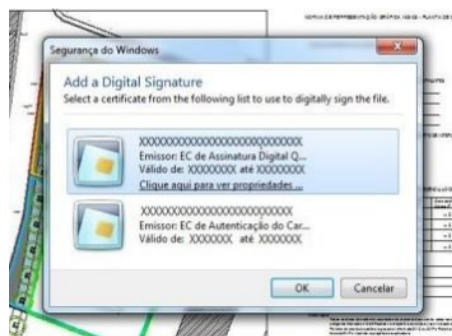 Segurança do Windows
Add a Digital Signature
Select a certificate from the following list to use to digitally sign the file.
XXXXXXXXXXXXXXXXXXXXXXXXXXX
Emissor: EC de Assinatura Digital Q...
Válido de: XXXXXXXX até XXXXXXXX
Clique aqui para ver propriedades ...
XXXXXXXXXXXXXXXXXXXXXXXXX
Emissor: EC de Autenticação do Car...
Válido de: XXXXXXX até XXXXXXX
OK
Cancelar